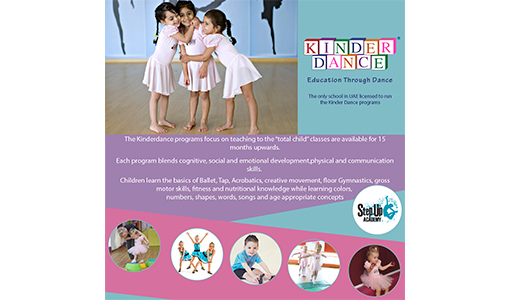 KINDER®
DANCE
Education Through Dance
The only school in UAE licensed to run
the Kinder Dance programs
The Kinderdance programs focus on teaching to the "total child" classes are available for 15
months upwards.
Each program blends cognitive, social and emotional development,physical and communication
skills.
Children learn the basics of Ballet, Tap, Acrobatics, creative movement, floor Gymnastics, gross
motor skills, fitness and nutritional knowledge while learning colors,
numbers, shapes, words, songs and age appropriate concepts
Step Up
ACADEMY